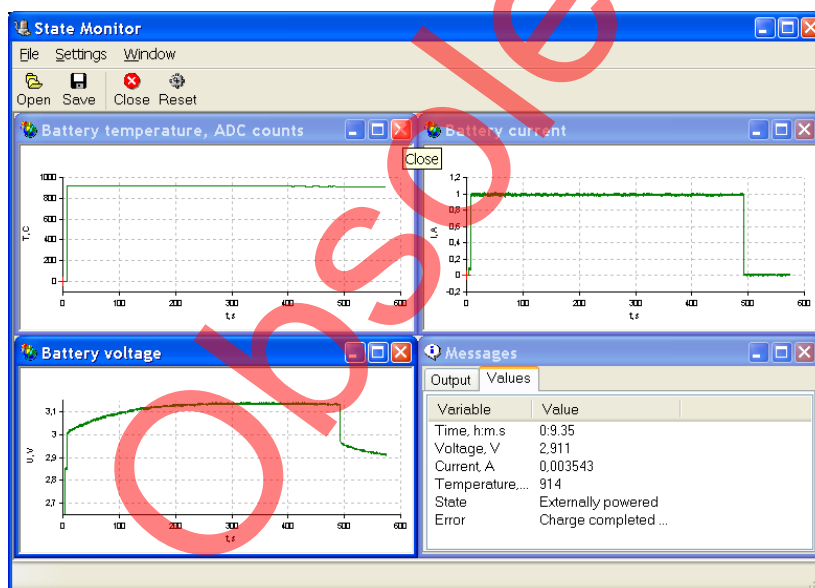 State Monitor
File Settings Window
Open Save Close Reset
Battery temperature, ADC counts
Close
1000
800
600
400
200
0
T,C
0 100 200 300 400 500 600
t,s
Battery current
1,2
1
0,8
0,6
0,4
0,2
0
-0,2
I,A
0 100 200 300 400 500 600
t,s
Battery voltage
3,1
3
2,9
2,8
2,7
U,V
0 100 200 300 400 500 600
t,s
Messages
Output Values
Variable Value
Time, h:m.s 0:9.35
Voltage, V 2,911
Current, A 0,003543
Temperature,... 914
State Externally powered
Error Charge completed ...